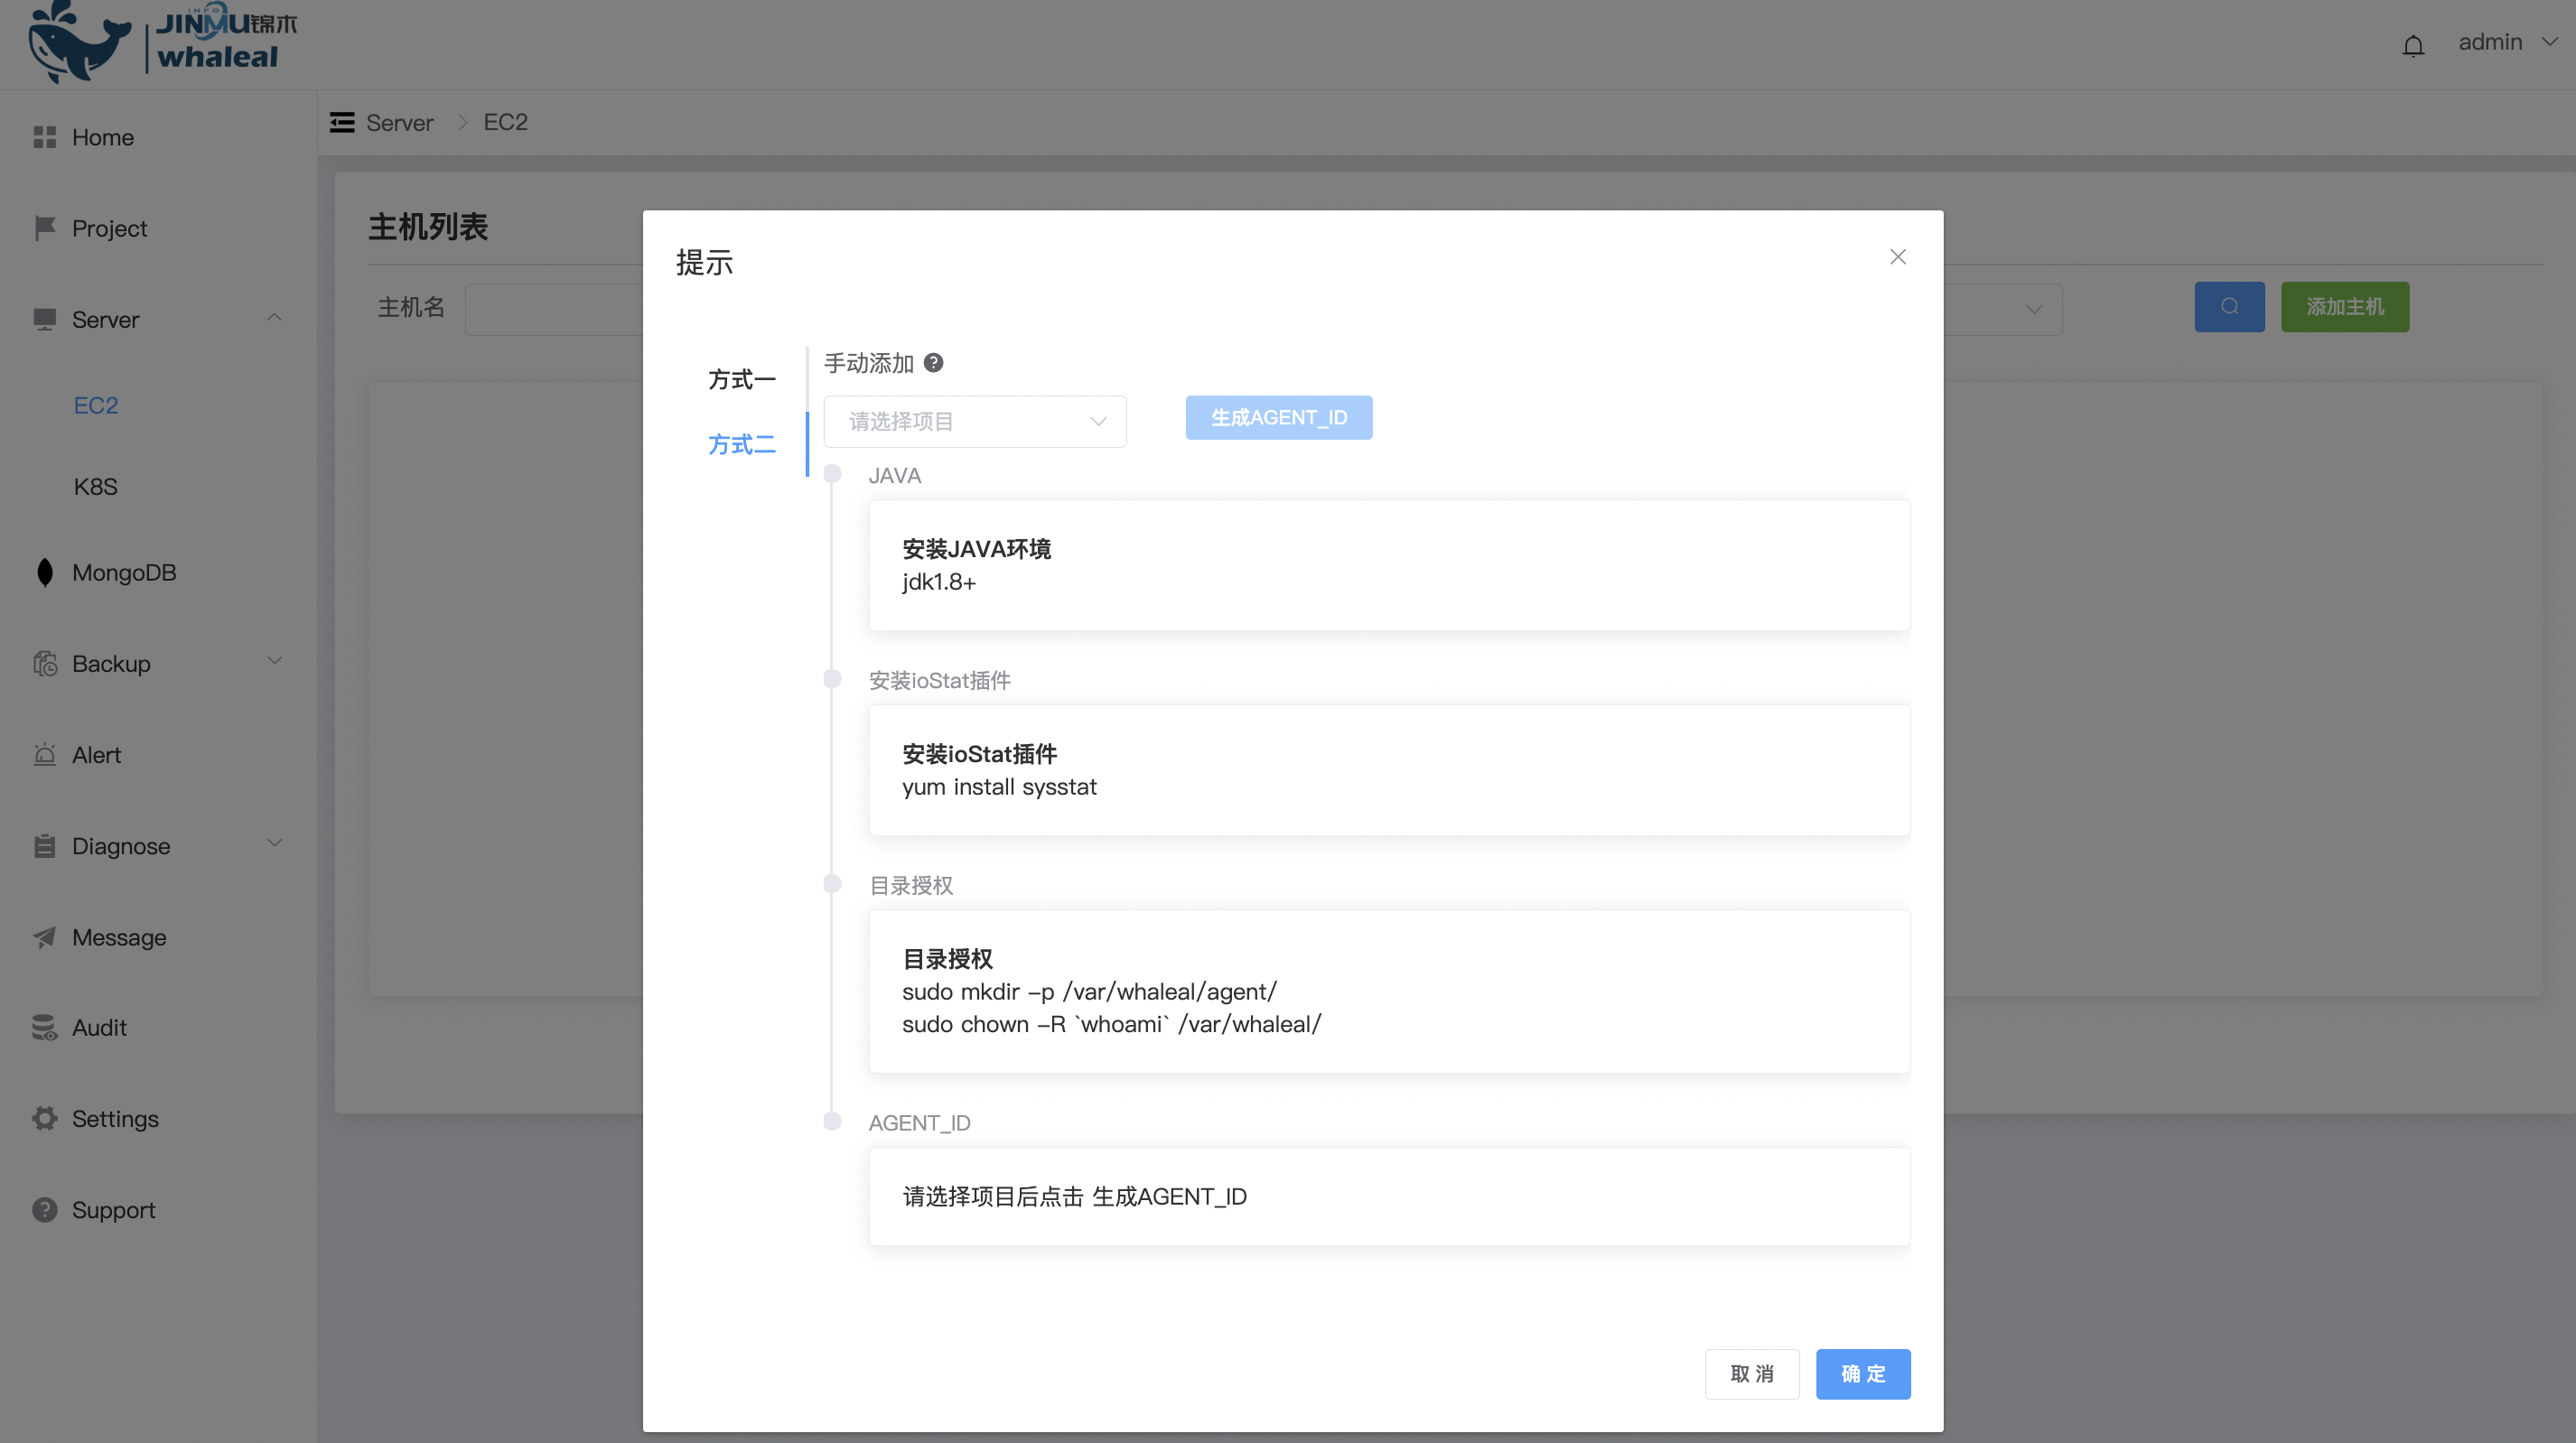 INFO
JINMU锦木
whaleal
admin
Home
Project
Server
EC2
K8S
MongoDB
Backup
Alert
Diagnose
Message
Audit
Settings
Support
Server
EC2
主机列表
主机名
添加主机
提示
方式一
方式二
手动添加
请选择项目
生成AGENT_ID
JAVA
安装JAVA环境
jdk1.8+
安装ioStat插件
安装ioStat插件
yum install sysstat
目录授权
目录授权
sudo mkdir -p /var/whaleal/agent/
sudo chown -R `whoami` /var/whaleal/
AGENT_ID
请选择项目后点击 生成AGENT_ID
取 消
确 定